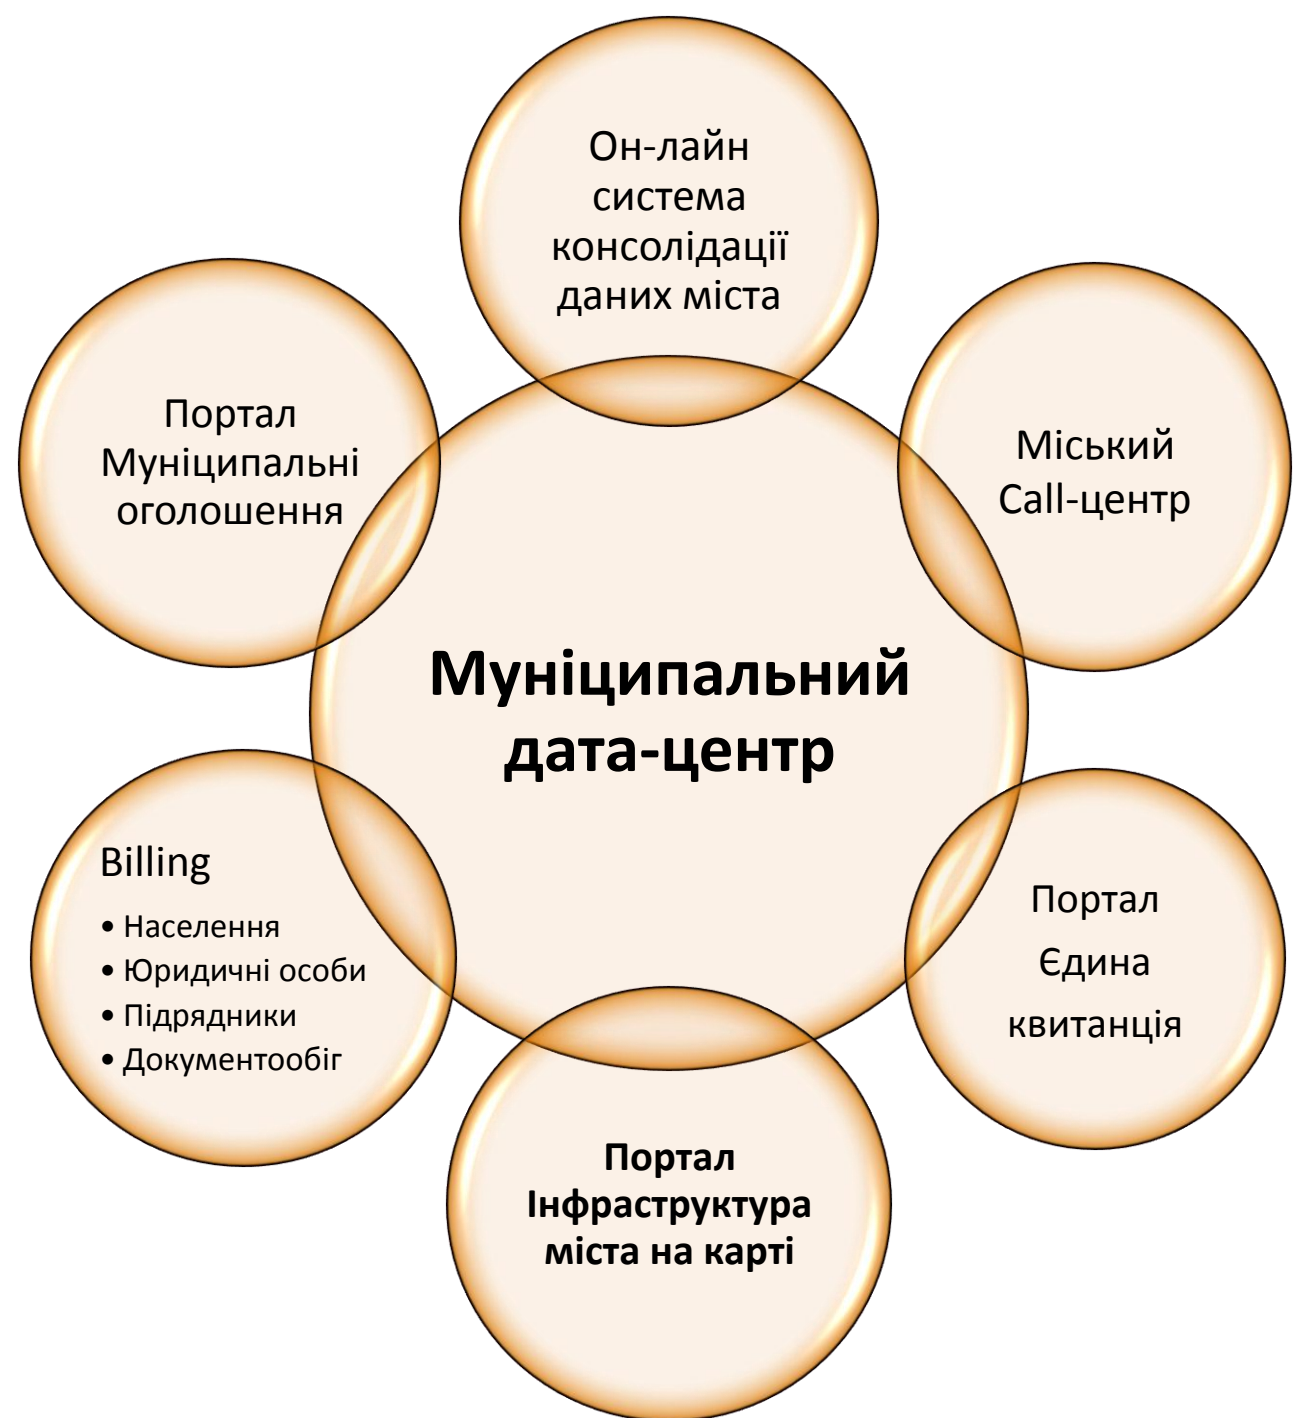 Он-лайн
система
консолідації
даних міста
Міський
Call-центр
Портал
Муніципальні
оголошення
Муніципальний
дата-центр
Billing
• Населення
• Юридичні особи
• Підрядники
• Документообіг
Портал
Єдина
квитанція
Портал
Інфраструктура
міста на карті